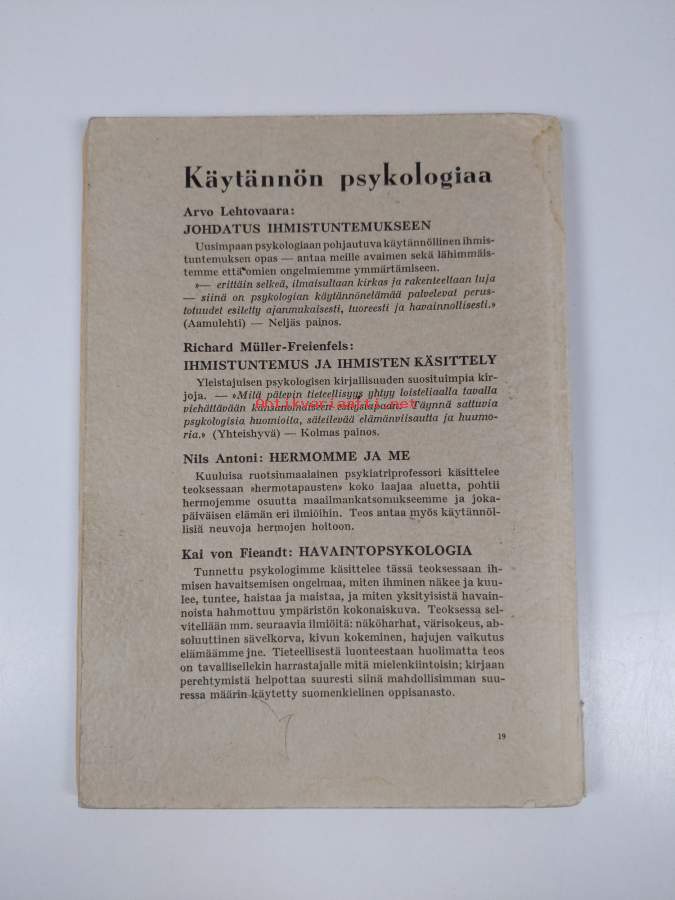 Käytännön psykologiaa
Arvo Lehtovaara:
JOHDATUS IHMISTUNTEMUKSEEN
Uusimpaan psykologiaan pohjautuva käytännöllinen ihmis-
tuntemuksen opas — antaa meille avaimen sekä lähimmäis-
temme että omien ongelmiemme ymmärtämiseen.
»— erittäin selkeä, ilmaisultaan kirkas ja rakenteeltaan luja
— siinä on psykologian käytännönelämää palvelevat perus-
totuudet esitetty ajanmukaisesti, tuoreesti ja havainnollisesti.»
(Aamulehti) — Neljäs painos.
Richard Müller-Freienfels:
IHMISTUNTEMUS JA IHMISTEN KÄSITTELY
Yleistajuisen psykologisen kirjallisuuden suosituimpia kir-
joja. — »Mitä pätevin tieteellisyys yhtyy loisteliaalla tavalla
viehättävään kansanomaiseen esitystapaan. Täynnä sattuvia
Antikvariaatti.net
psykologisia huomioita, säteilevää elämänviisautta ja huumo-
ria.» (Yhteishyvä) — Kolmas painos.
Nils Antoni: HERMOMME JA ME
Kuuluisa ruotsinmaalainen psykiatriprofessori käsittelee
teoksessaan »hermotapausten» koko laajaa aluetta, pohtii
hermojemme osuutta maailmankatsomukseemme ja joka-
päiväisen elämän eri ilmiöihin. Teos antaa myös käytännöl-
lisiä neuvoja hermojen hoitoon.
Kai von Fieandt: HAVAINTOPSYKOLOGIA
Tunnettu psykologimme käsittelee tässä teoksessaan ih-
misen havaitsemisen ongelmaa, miten ihminen näkee ja kuu-
lee, tuntee, haistaa ja maistaa, ja miten yksityisistä havain-
noista hahmottuu ympäristön kokonaiskuva. Teoksessa sel-
vitellään mm. seuraavia ilmiöitä: näköharhat, värisokeus, ab-
soluuttinen sävelkorva, kivun kokeminen, hajujen vaikutus
elämäämme jne. Tieteellisestä luonteestaan huolimatta teos
on tavalliselIekin harrastajalle mitä mielenkiintoisin; kirjaan
perehtymistä helpottaa suuresti siinä mahdollisimman suu-
ressa määrin käytetty suomenkielinen oppisanasto.
19